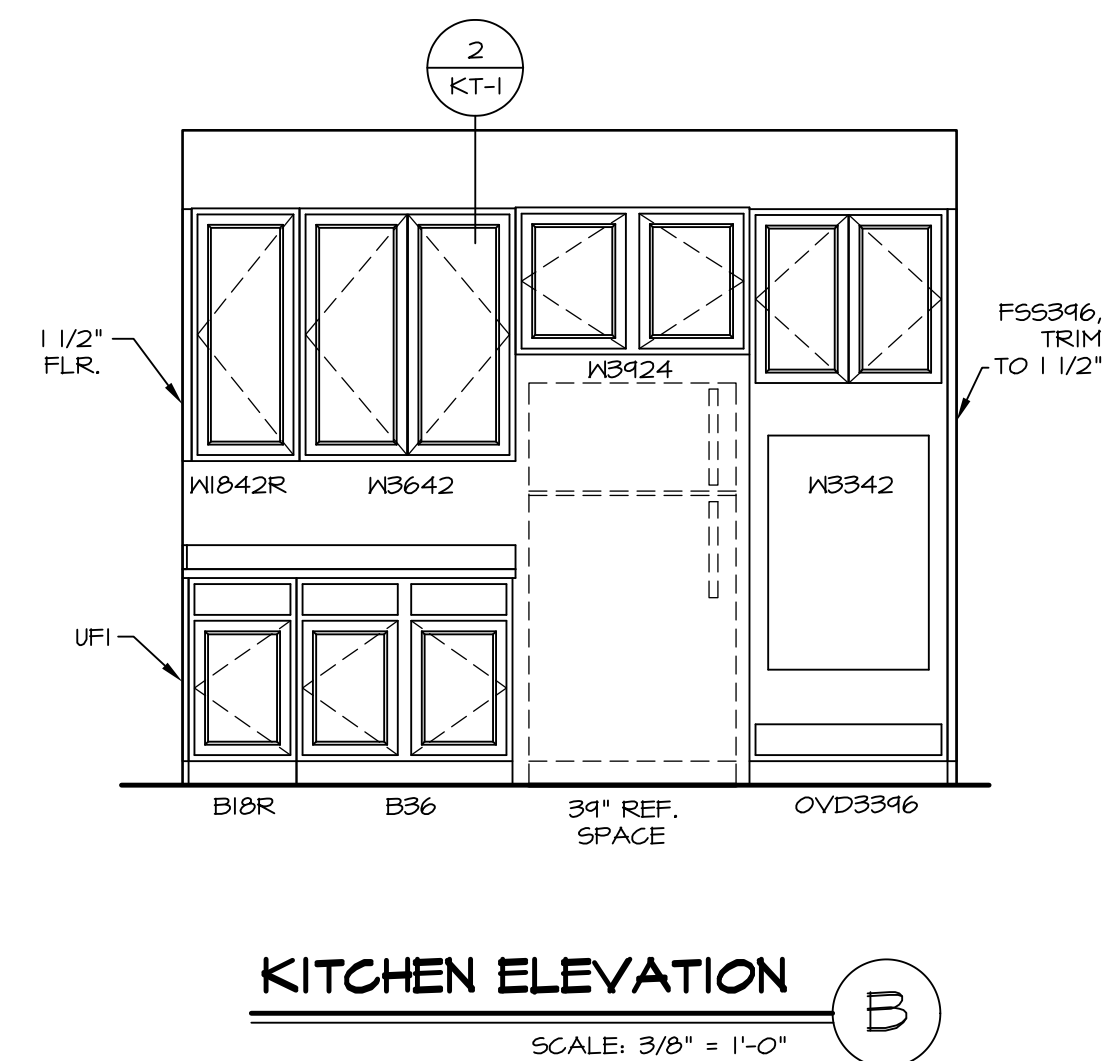 2
KT-1
1 1/2"
FLR.
FSS396,
TRIM
TO 1 1/2"
W3924
W1842R
W3642
W3342
UF1
B18R
B36
39" REF.
SPACE
OVD3396
KITCHEN ELEVATION
B
SCALE: 3/8" = 1'-0"